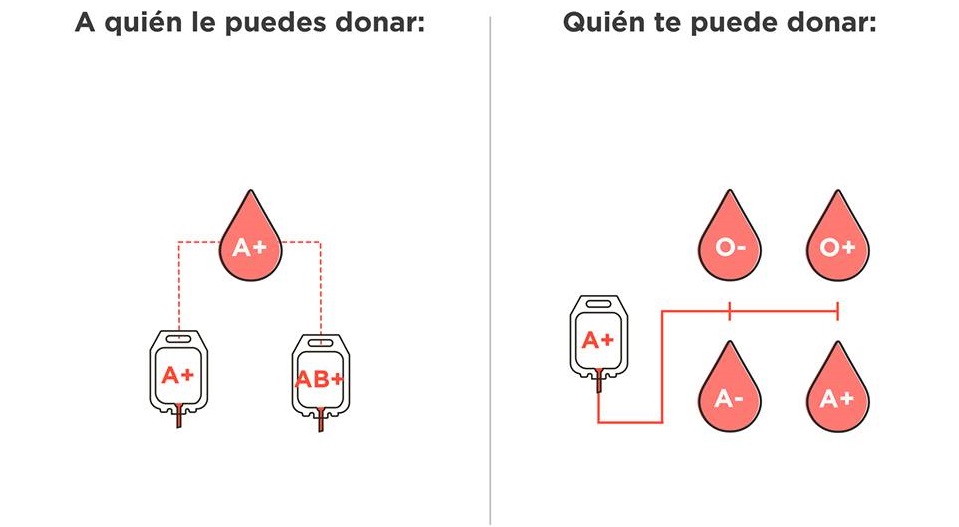 A quién le puedes donar:
A+
A+
AB+
Quién te puede donar:
O-
O+
A+
A-
A+